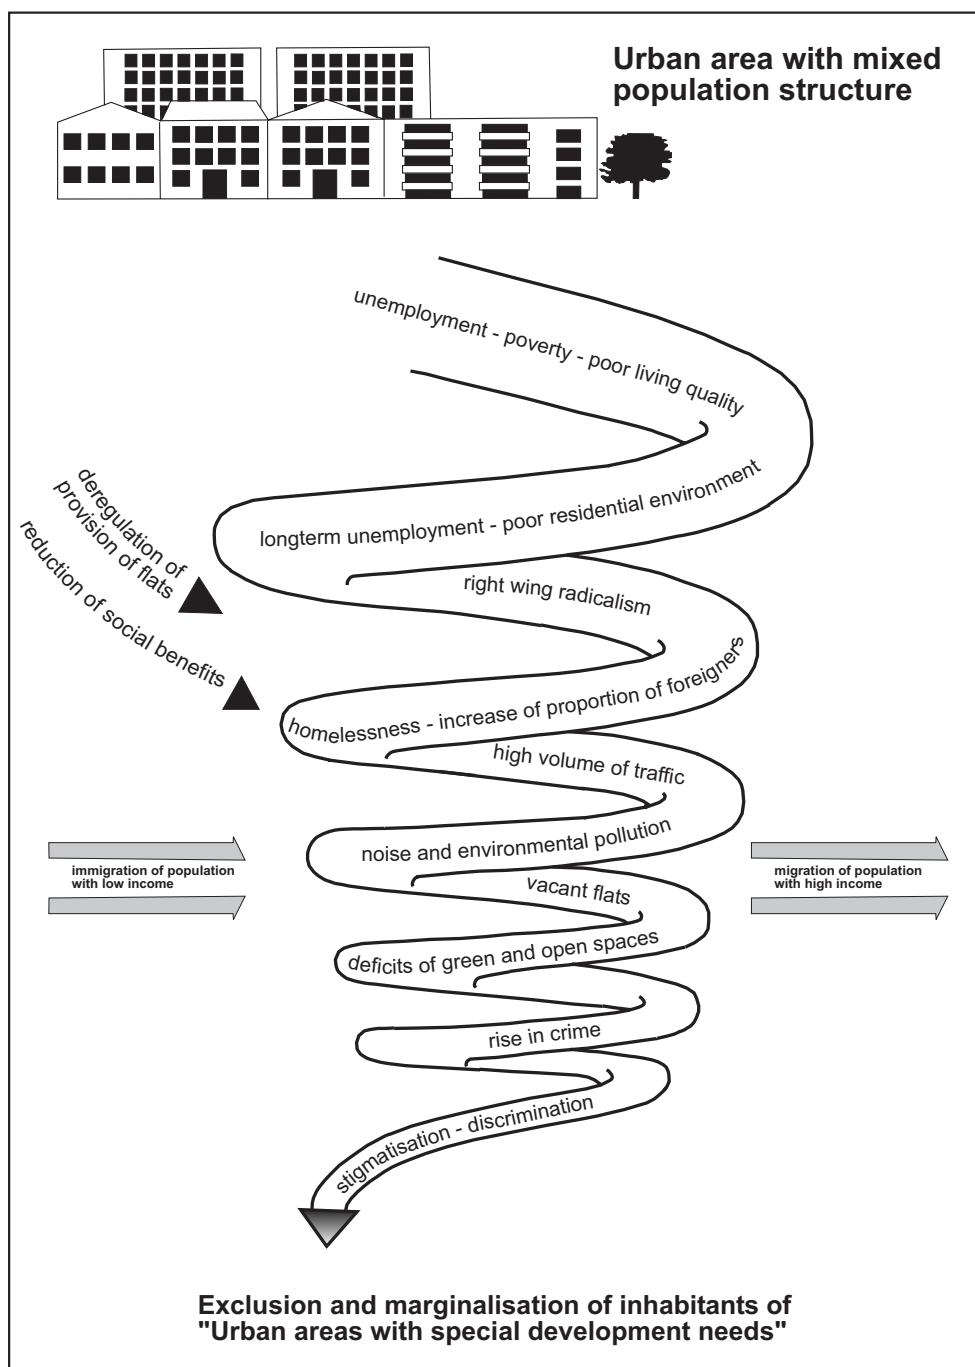 Urban area with mixed
population structure
unemployment - poverty - poor living quality
longterm unemployment - poor residential environment
deregulation of
provision of flats
reduction of social benefits
right wing radicalism
homelessness - increase of proportion of foreigners
high volume of traffic
noise and environmental pollution
immigration of population
with low income
migration of population
with high income
vacant flats
deficits of green and open spaces
rise in crime
stigmatisation - discrimination
Exclusion and marginalisation of inhabitants of
"Urban areas with special development needs"